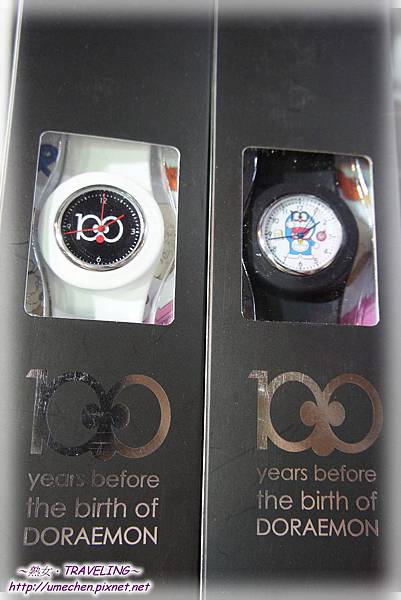 100
100
100
years before
the birth of
DORAEMON
100
years before
the birth of
DORAEMON
～熟女‧TRAVELING～
http://umechen.pixnet.net